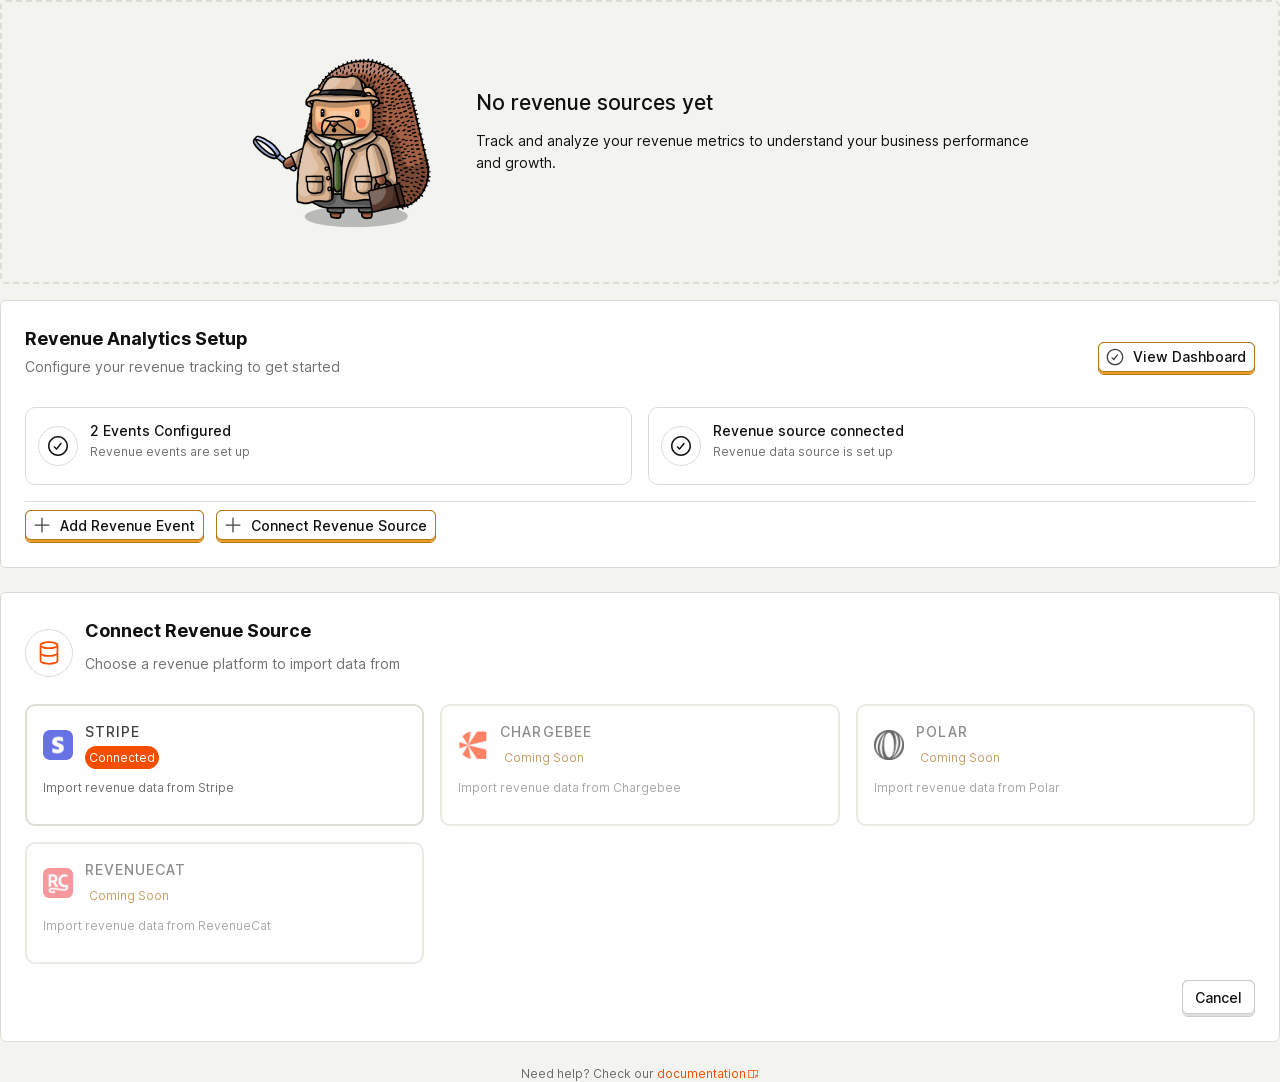 No revenue sources yet
Track and analyze your revenue metrics to understand your business performance
and growth.
Revenue Analytics Setup
Configure your revenue tracking to get started
View Dashboard
2 Events Configured
Revenue events are set up
Revenue source connected
Revenue data source is set up
Add Revenue Event
Connect Revenue Source
Connect Revenue Source
Choose a revenue platform to import data from
S
STRIPE
Connected
Import revenue data from Stripe
CHARGEBEE
Coming Soon
Import revenue data from Chargebee
POLAR
Coming Soon
Import revenue data from Polar
RC
REVENUECAT
Coming Soon
Import revenue data from RevenueCat
Cancel
Need help? Check our documentation